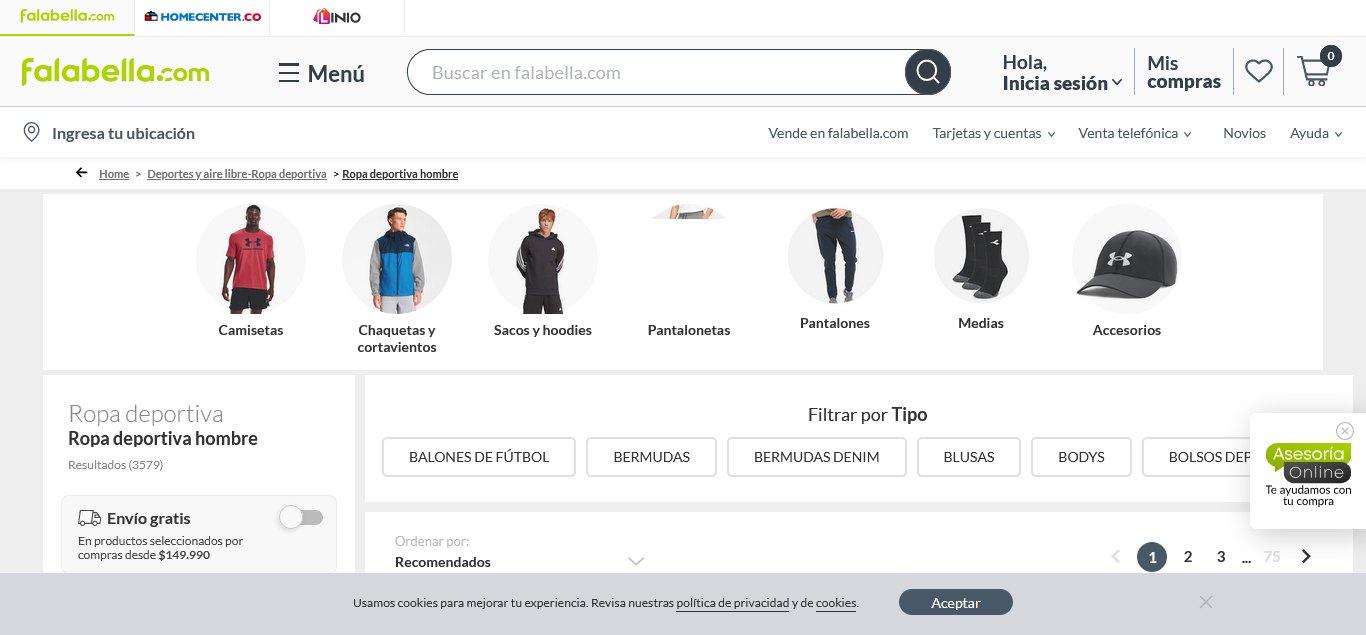 falabella.com
HOMECENTER.CO
LINIO
falabella.com
Menú
Buscar en falabella.com
Hola,
Inicia sesión
Mis
compras
0
Ingresa tu ubicación
Vende en falabella.com
Tarjetas y cuentas
Venta telefónica
Novios
Ayuda
Home > Deportes y aire libre-Ropa deportiva > Ropa deportiva hombre
Camisetas
Chaquetas y
cortavientos
Sacos y hoodies
Pantalonetas
Pantalones
Medias
Accesorios
Ropa deportiva
Ropa deportiva hombre
Resultados (3579)
Envío gratis
En productos seleccionados por
compras desde $149.990
Filtrar por Tipo
BALONES DE FÚTBOL
BERMUDAS
BERMUDAS DENIM
BLUSAS
BODYS
BOLSOS DEP
Asesoría
Online
Te ayudamos con
tu compra
Ordenar por:
Recomendados
1 2 3 ... 75
Usamos cookies para mejorar tu experiencia. Revisa nuestras política de privacidad y de cookies.
Aceptar